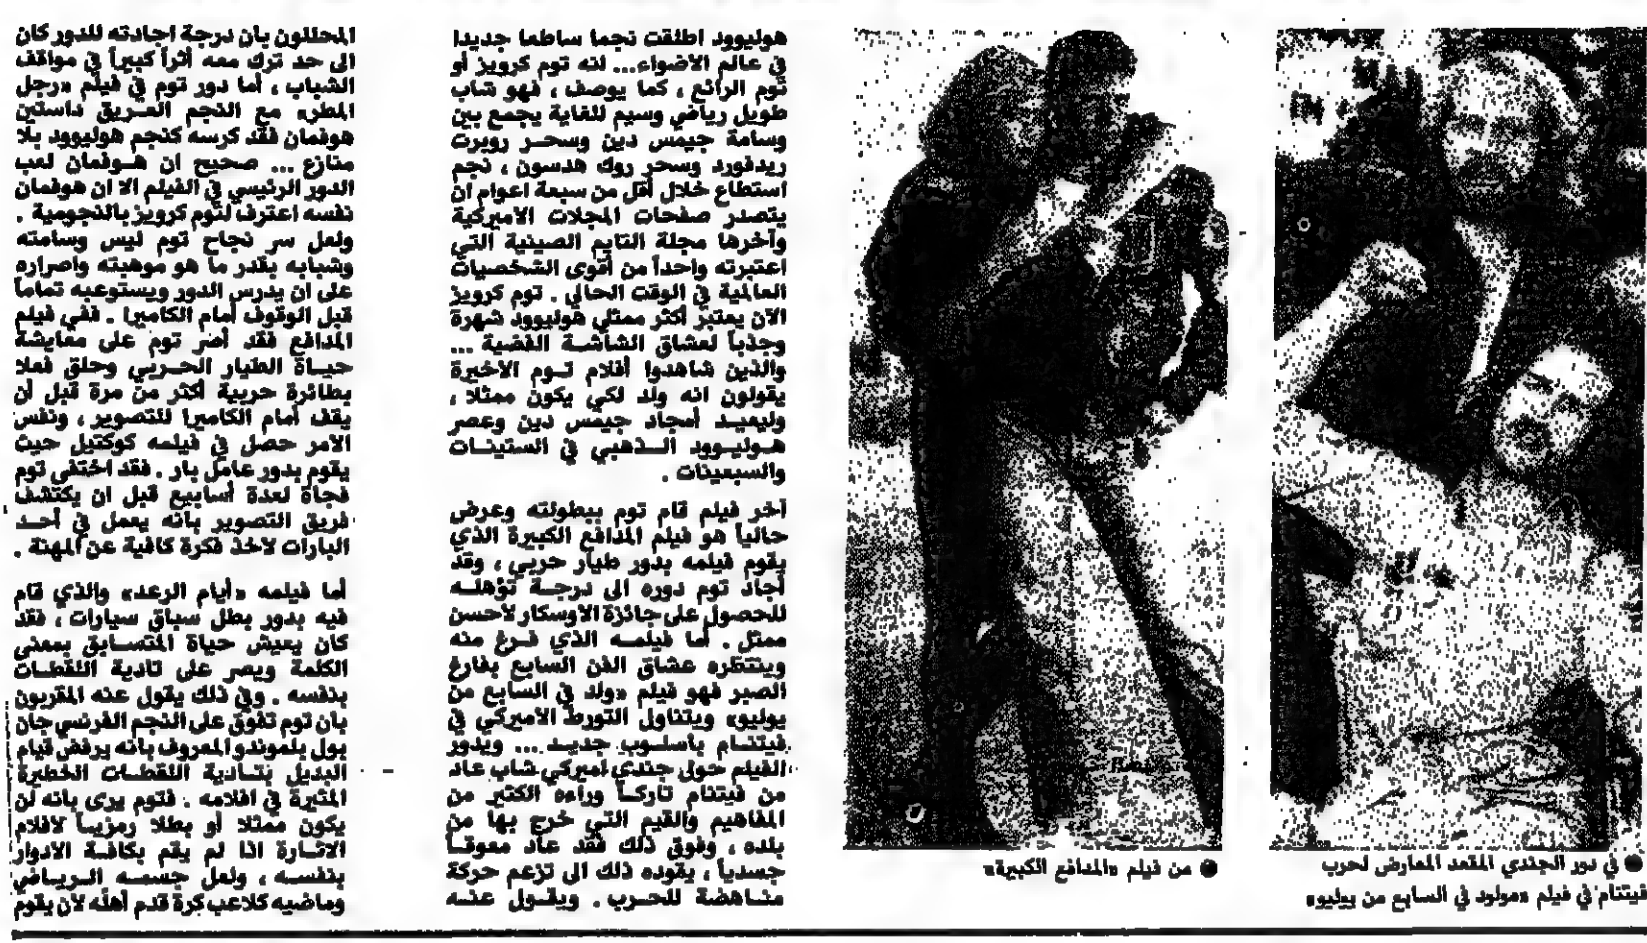 هوليوود اطلقت نجما ساطعا جديدا
في عالم الاضواء... انه توم كرويز أو
توم الرائع ، كما يوصف ، فهو شاب
طويل رياضي وسيم للغاية يجمع بين
وسامة جيمس دين وسحر روبرت
ريدفورد وسحر روك هدسون ، نجم
استطاع خلال أقل من سبعة اعوام ان
يتصدر صفحات المجلات الاميركية
وآخرها مجلة التايم الصينية التي
اعتبرته واحداً من أقوى الشخصيات
العالمية في الوقت الحالي . توم كرويز
الآن يعتبر أكثر ممثلي هوليوود شهرة
وجذباً لعشاق الشاشة الفضية ...
والذين شاهدوا أفلام توم الأخيرة
يقولون انه ولد لكي يكون ممثلا ،
وليعيد أمجاد جيمس دين وعصر
هوليوود الذهبي في الستينات
والسبعينات .
آخر فيلم قام توم ببطولته وعرض
حالياً هو فيلم المدافع الكبيرة الذي
يقوم فيلمه بدور طيار حربي ، وقد
أجاد توم دوره الى درجة تؤهله
للحصول على جائزة الاوسكار لأحسن
ممثل . أما فيلمه الذي فرغ منه
وينتظره عشاق الفن السابع بفارغ
الصبر فهو فيلم «ولد في السابع من
يوليو» ويتناول التورط الأميركي في
فيتنام بأسلوب جديد ... ويدور
الفيلم حول جندي اميركي شاب عاد
من فيتنام تاركاً وراءه الكثير من
المفاهيم والقيم التي خرج بها من
بلده ، وفوق ذلك فقد عاد معوقاً
جسدياً ، يقوده ذلك الى تزعم حركة
مناهضة للحرب . ويقول عنه
المحللون بأن درجة اجادته للدور كان
الى حد ترك معه أثراً كبيراً في مواقف
الشباب ، أما دور توم في فيلم «رجل
المطر» مع النجم العريق داستين
هوفمان فقد كرسه كنجم هوليوود بلا
منازع ... صحيح ان هوفمان لعب
الدور الرئيسي في الفيلم الا ان هوفمان
نفسه اعترف لتوم كرويز بالنجومية .
ولعل سر نجاح توم ليس وسامته
وشبابه بقدر ما هو موهبته واصراره
على ان يدرس الدور ويستوعبه تماماً
قبل الوقوف أمام الكاميرا . ففي فيلم
المدافع فقد أصر توم على معايشة
حياة الطيار الحربي وحلق فعلا
بطائرة حربية أكثر من مرة قبل أن
يقف أمام الكاميرا للتصوير ، ونفس
الامر حصل في فيلمه كوكتيل حيث
يقوم بدور عامل بار . فقد اختفى توم
فجأة لعدة أسابيع قبل ان يكتشف
فريق التصوير بانه يعمل في أحد
البارات لأخذ فكرة كافية عن المهنة .
أما فيلمه «أيام الرعد» والذي قام
فيه بدور بطل سباق سيارات ، فقد
كان يعيش حياة المتسابق بمعنى
الكلمة ويصر على تادية اللقطات
بنفسه . وفي ذلك يقول عنه المقربون
بان توم تفوق على النجم الفرنسي جان
بول بلموندو المعروف بانه يرفض قيام
البديل بتادية اللقطات الخطيرة
المثيرة في افلامه . فتوم يرى بانه لن
يكون ممثلا أو بطلا رمزياً لأفلام
الاثارة اذا لم يقم بكافة الأدوار
بنفسه ، ولعل جسمه الرياضي
وماضيه كلاعب كرة قدم أهله لأن يقوم
● من فيلم «المدافع الكبيرة»
● في دور الجندي المقعد المعارض لحرب
فيتنام في فيلم «مولود في السابع من يوليو»